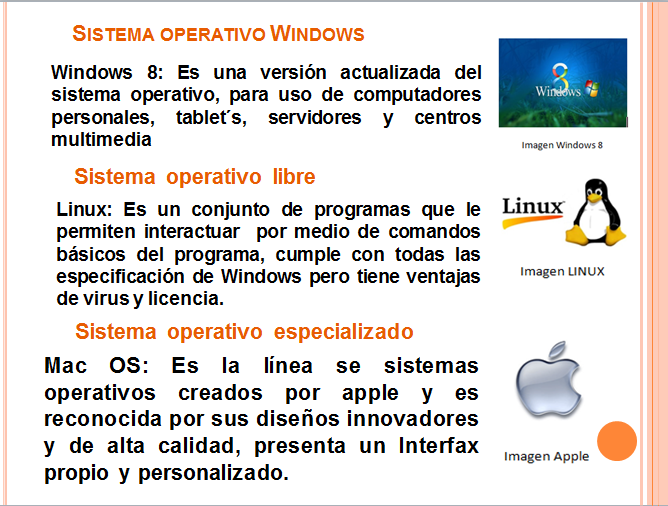 SISTEMA OPERATIVO WINDOWS
Windows 8: Es una versión actualizada del
sistema operativo, para uso de computadores
personales, tablet´s, servidores y centros
multimedia
8
Windows
Imagen Windows 8
Sistema operativo libre
Linux: Es un conjunto de programas que le
permiten interactuar por medio de comandos
básicos del programa, cumple con todas las
especificación de Windows pero tiene ventajas
de virus y licencia.
Linux
Imagen LINUX
Sistema operativo especializado
Mac OS: Es la línea se sistemas
operativos creados por apple y es
reconocida por sus diseños innovadores
y de alta calidad, presenta un Interfax
propio y personalizado.
Imagen Apple